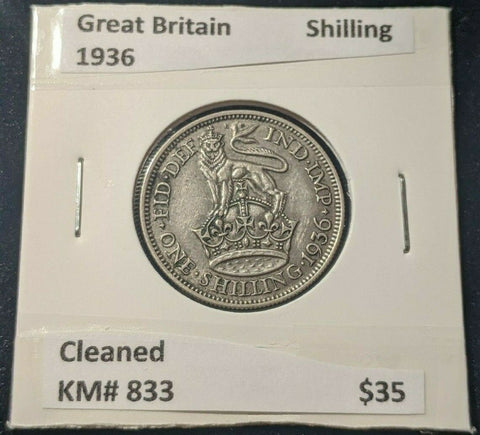 Great Britain Shilling
1936
·FID·DEF IND·IMP·
·ONE·SHILLING·1936
Cleaned
KM# 833 $35